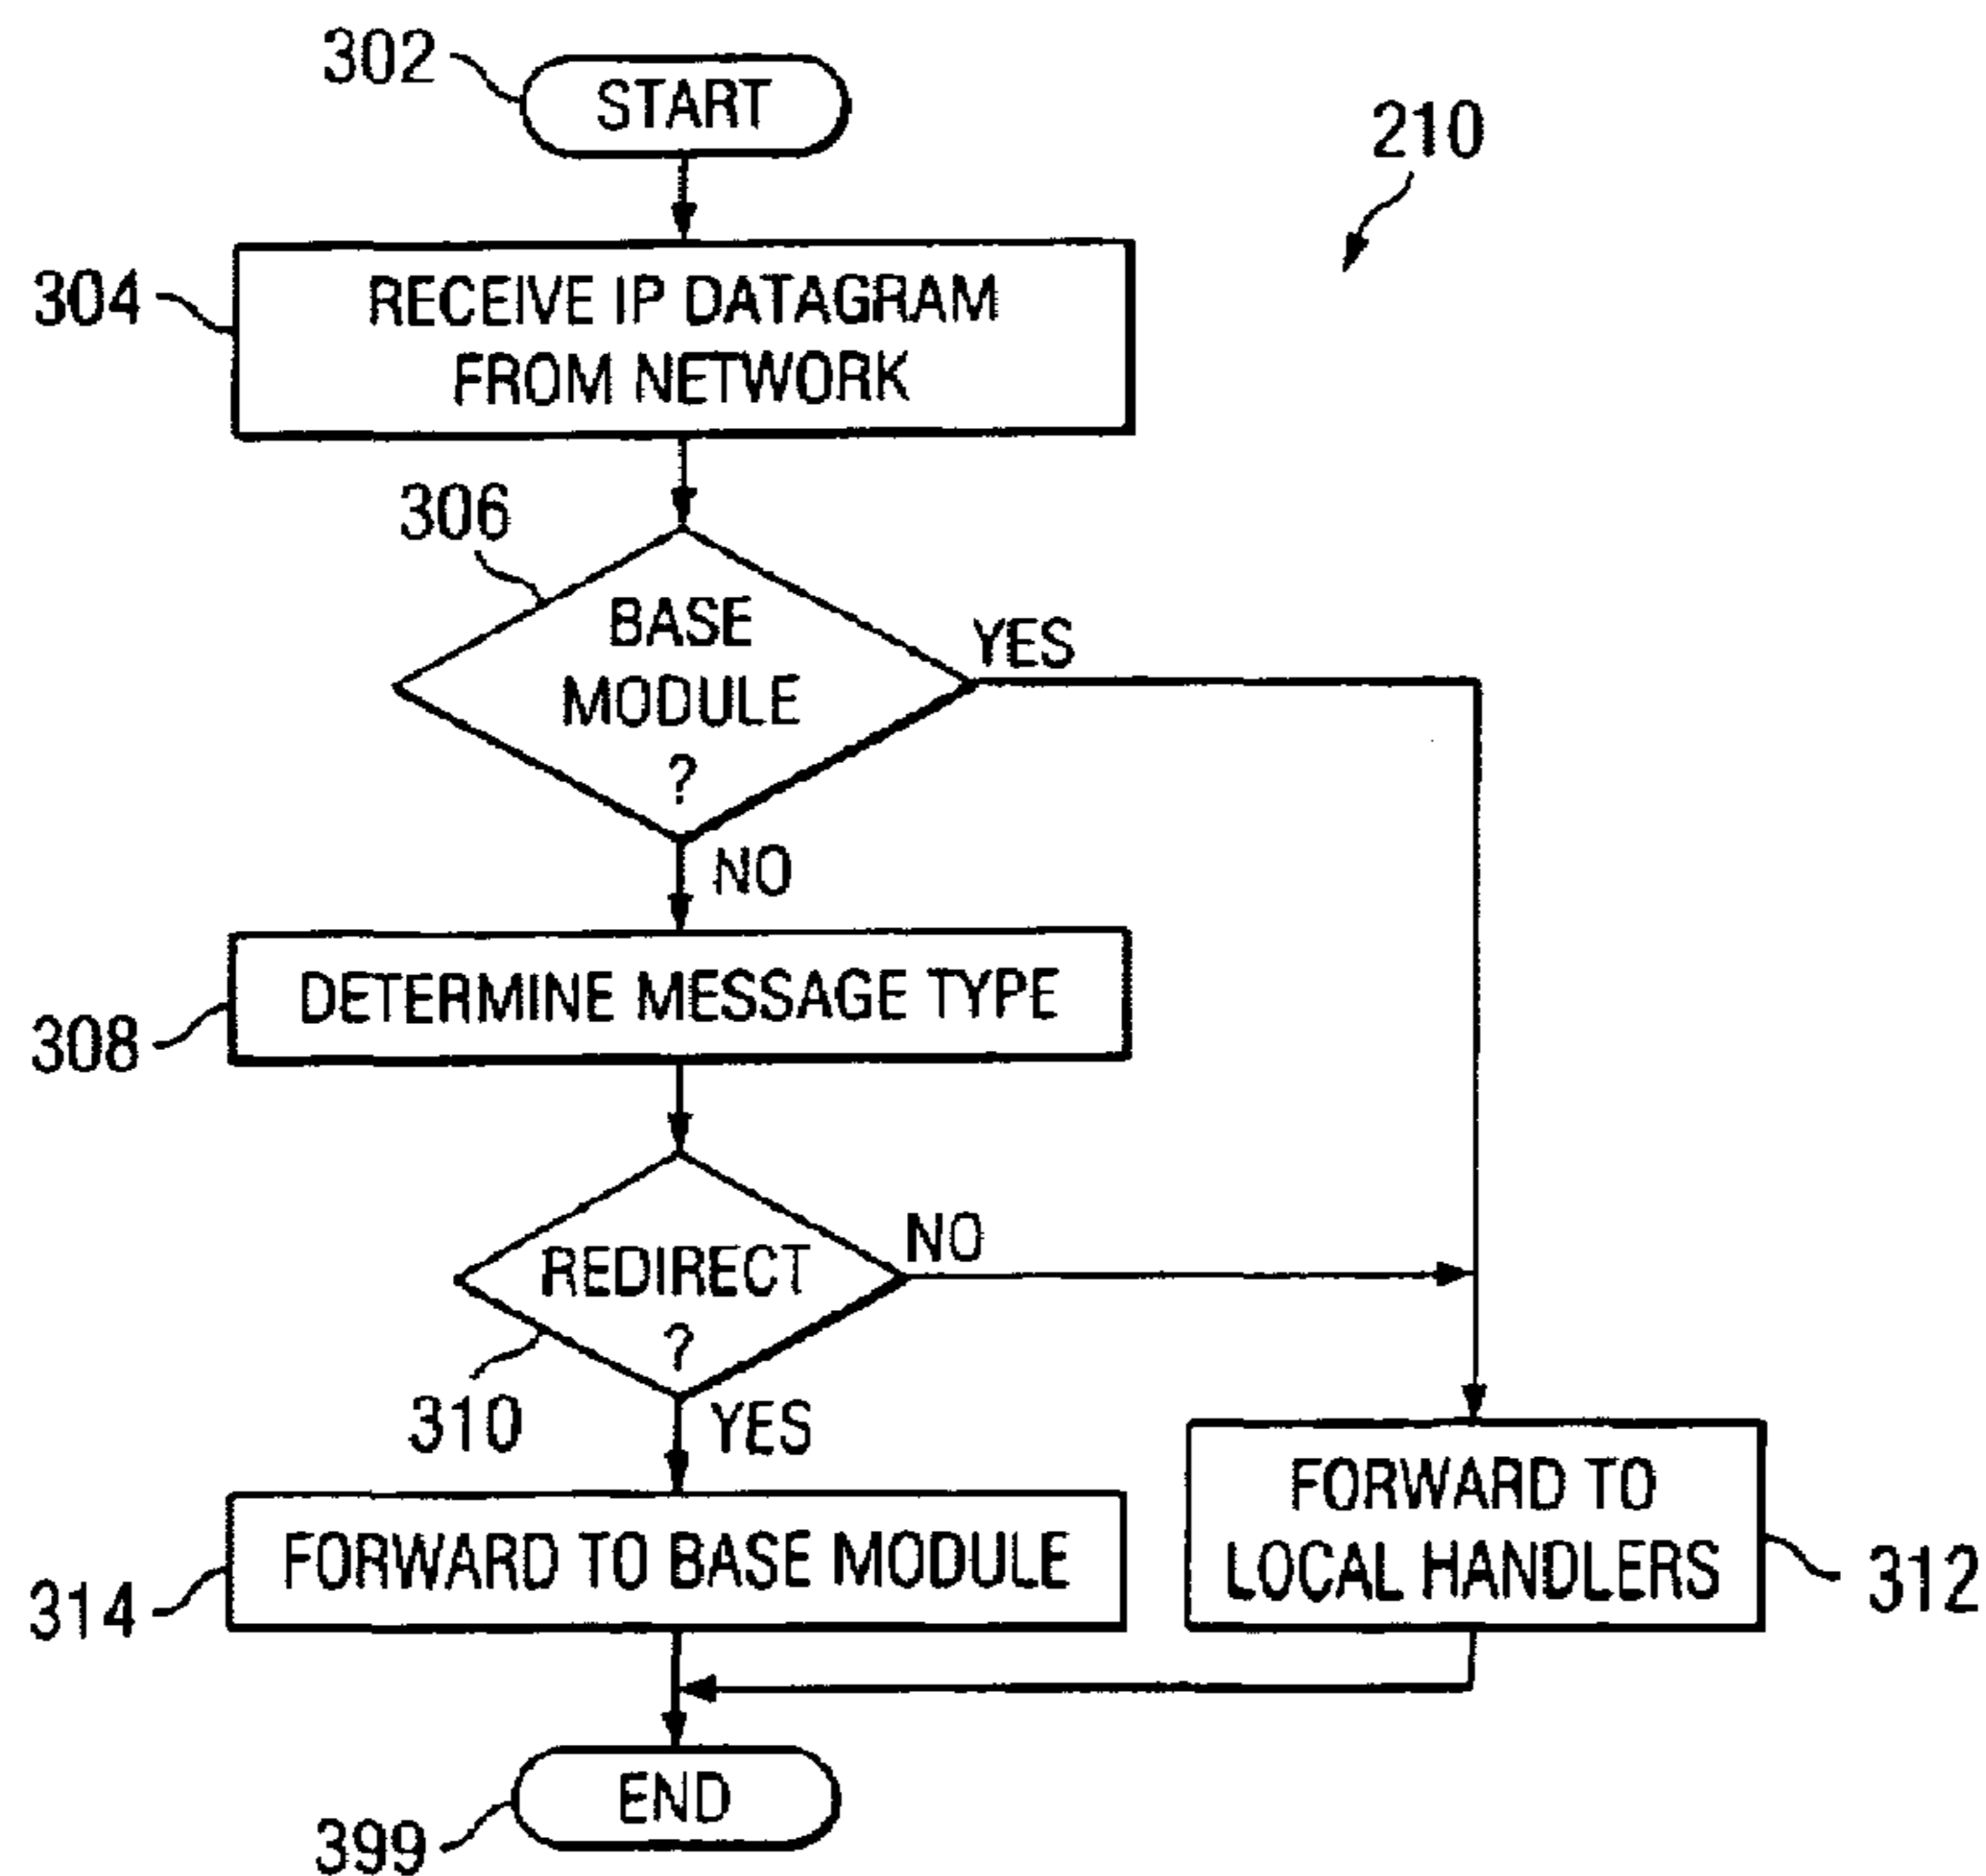 302
START
210
304
RECEIVE IP DATAGRAM
FROM NETWORK
306
BASE
MODULE
?
YES
NO
DETERMINE MESSAGE TYPE
308
REDIRECT
?
NO
310
YES
FORWARD TO BASE MODULE
314
FORWARD TO
LOCAL HANDLERS
312
END
399